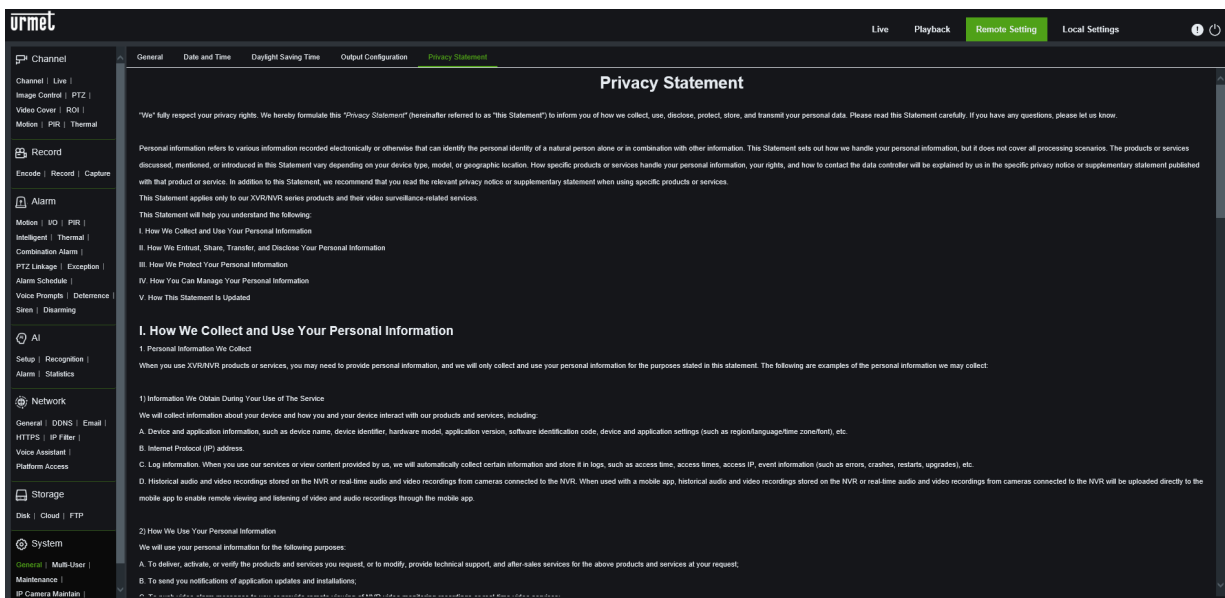 urmet
Live Playback Remote Setting Local Settings
Channel
Channel | Live |
Image Control | PTZ |
Video Cover | ROI |
Motion | PIR | Thermal
Record
Encode | Record | Capture
Alarm
Motion | I/O | PIR |
Intelligent | Thermal |
Combination Alarm |
PTZ Linkage | Exception |
Alarm Schedule |
Voice Prompts | Deterrence |
Siren | Disarming
AI
Setup | Recognition |
Alarm | Statistics
Network
General | DDNS | Email |
HTTPS | IP Filter |
Voice Assistant |
Platform Access
Storage
Disk | Cloud | FTP
System
General | Multi-User |
Maintenance |
IP Camera Maintain |
General Date and Time Daylight Saving Time Output Configuration Privacy Statement
Privacy Statement
"We" fully respect your privacy rights. We hereby formulate this "Privacy Statement" (hereinafter referred to as "this Statement") to inform you of how we collect, use, disclose, protect, store, and transmit your personal data. Please read this Statement carefully. If you have any questions, please let us know.
Personal information refers to various information recorded electronically or otherwise that can identify the personal identity of a natural person alone or in combination with other information. This Statement sets out how we handle your personal information, but it does not cover all processing scenarios. The products or services
discussed, mentioned, or introduced in this Statement vary depending on your device type, model, or geographic location. How specific products or services handle your personal information, your rights, and how to contact the data controller will be explained by us in the specific privacy notice or supplementary statement published
with that product or service. In addition to this Statement, we recommend that you read the relevant privacy notice or supplementary statement when using specific products or services.
This Statement applies only to our XVR/NVR series products and their video surveillance-related services.
This Statement will help you understand the following:
I. How We Collect and Use Your Personal Information
II. How We Entrust, Share, Transfer, and Disclose Your Personal Information
III. How We Protect Your Personal Information
IV. How You Can Manage Your Personal Information
V. How This Statement Is Updated
I. How We Collect and Use Your Personal Information
1. Personal Information We Collect
When you use XVR/NVR products or services, you may need to provide personal information, and we will only collect and use your personal information for the purposes stated in this statement. The following are examples of the personal information we may collect:
1) Information We Obtain During Your Use of The Service
We will collect information about your device and how you and your device interact with our products and services, including:
A. Device and application information, such as device name, device identifier, hardware model, application version, software identification code, device and application settings (such as region/language/time zone/font), etc.
B. Internet Protocol (IP) address.
C. Log information. When you use our services or view content provided by us, we will automatically collect certain information and store it in logs, such as access time, access times, access IP, event information (such as errors, crashes, restarts, upgrades), etc.
D. Historical audio and video recordings stored on the NVR or real-time audio and video recordings from cameras connected to the NVR. When used with a mobile app, historical audio and video recordings stored on the NVR or real-time audio and video recordings from cameras connected to the NVR will be uploaded directly to the
mobile app to enable remote viewing and listening of video and audio recordings through the mobile app.
2) How We Use Your Personal Information
We will use your personal information for the following purposes:
A. To deliver, activate, or verify the products and services you request, or to modify, provide technical support, and after-sales services for the above products and services at your request;
B. To send you notifications of application updates and installations;
C. To push video alarm messages to you or provide remote viewing of NVR video monitoring recordings or real-time video services;